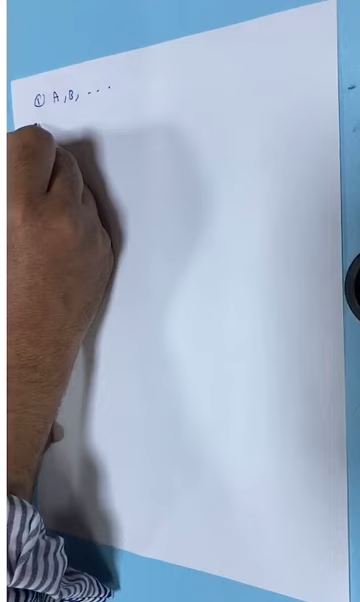 ① A, B, ...